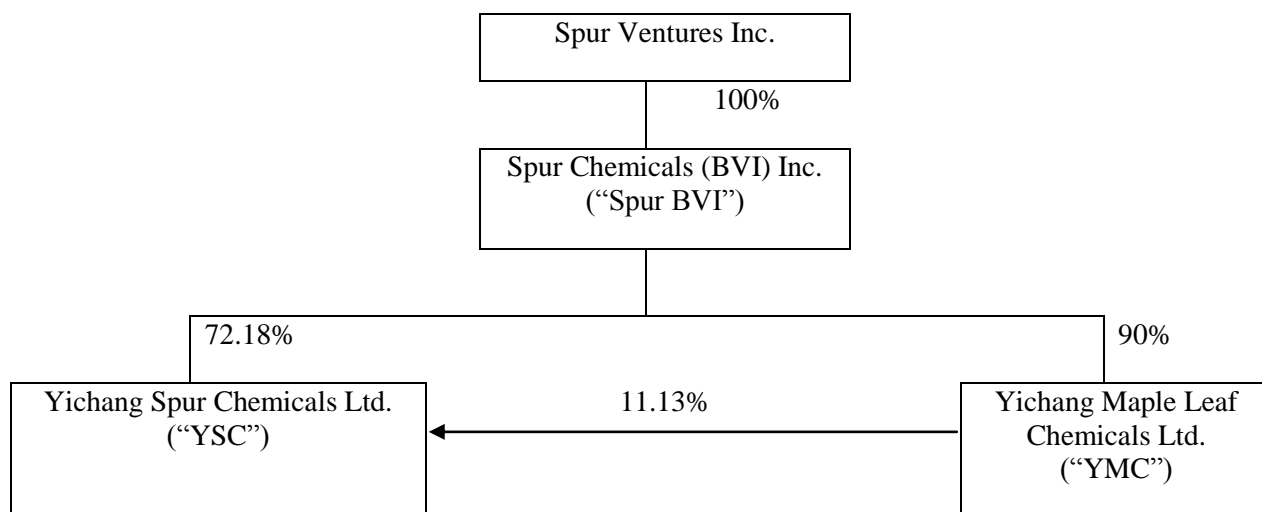 Spur Ventures Inc.
100%
Spur Chemicals (BVI) Inc.
(“Spur BVI”)
72.18%
90%
Yichang Spur Chemicals Ltd.
(“YSC”)
11.13%
Yichang Maple Leaf
Chemicals Ltd.
(“YMC”)